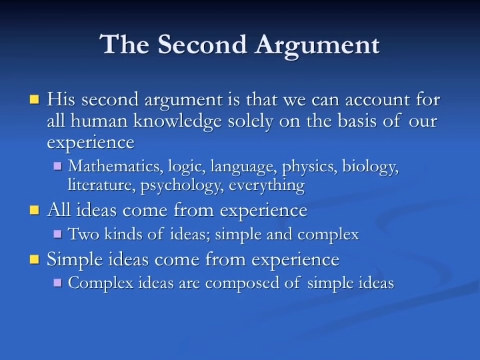 The Second Argument
His second argument is that we can account for
all human knowledge solely on the basis of our
experience
Mathematics, logic, language, physics, biology,
literature, psychology, everything
All ideas come from experience
Two kinds of ideas; simple and complex
Simple ideas come from experience
Complex ideas are composed of simple ideas